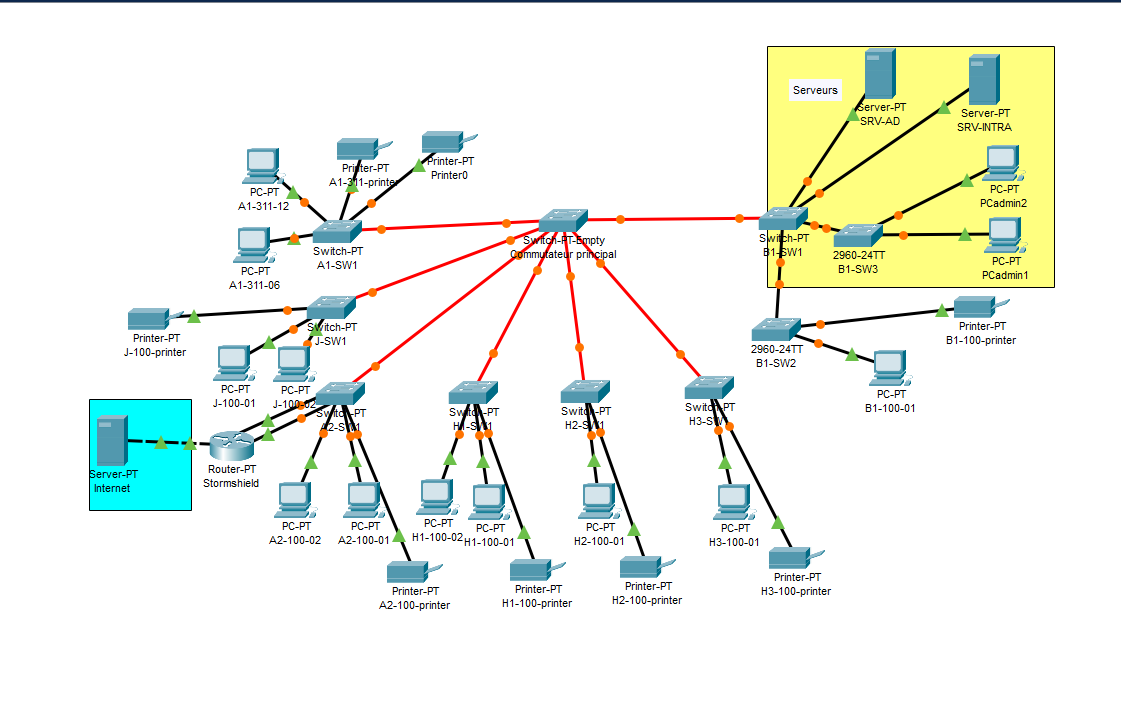 Serveurs
Server-PT
SRV-AD
Server-PT
SRV-INTRA
PC-PT
PCadmin2
PC-PT
PCadmin1
Switch-PT
B1-SW1
2960-24TT
B1-SW3
Printer-PT
A1-311-printer
Printer-PT
Printer0
PC-PT
A1-311-12
Switch-PT
A1-SW1
PC-PT
A1-311-06
Switch-PT-Empty
Commutateur principal
Printer-PT
J-100-printer
Switch-PT
J-SW1
PC-PT
J-100-01
PC-PT
J-100-02
2960-24TT
B1-SW2
Printer-PT
B1-100-printer
PC-PT
B1-100-01
Switch-PT
A2-SW1
Switch-PT
H1-SW1
Switch-PT
H2-SW1
Switch-PT
H3-SW1
Server-PT
Internet
Router-PT
Stormshield
PC-PT
A2-100-02
PC-PT
A2-100-01
PC-PT
H1-100-02
PC-PT
H1-100-01
PC-PT
H2-100-01
PC-PT
H3-100-01
Printer-PT
A2-100-printer
Printer-PT
H1-100-printer
Printer-PT
H2-100-printer
Printer-PT
H3-100-printer